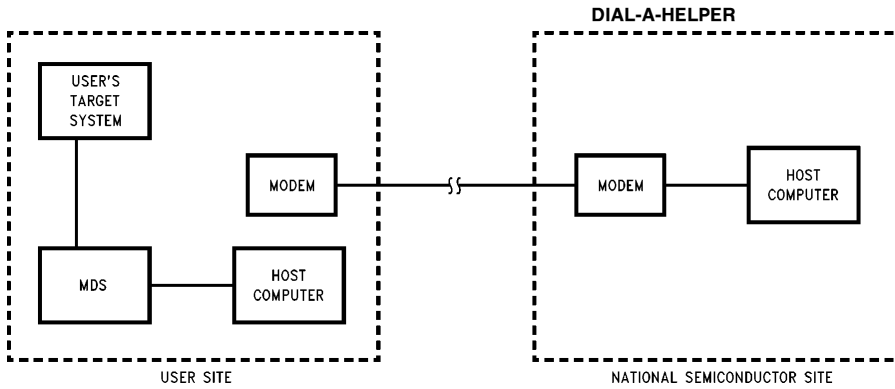 DIAL-A-HELPER
USER'S
TARGET
SYSTEM
MODEM
MDS
HOST
COMPUTER
USER SITE
MODEM
HOST
COMPUTER
NATIONAL SEMICONDUCTOR SITE